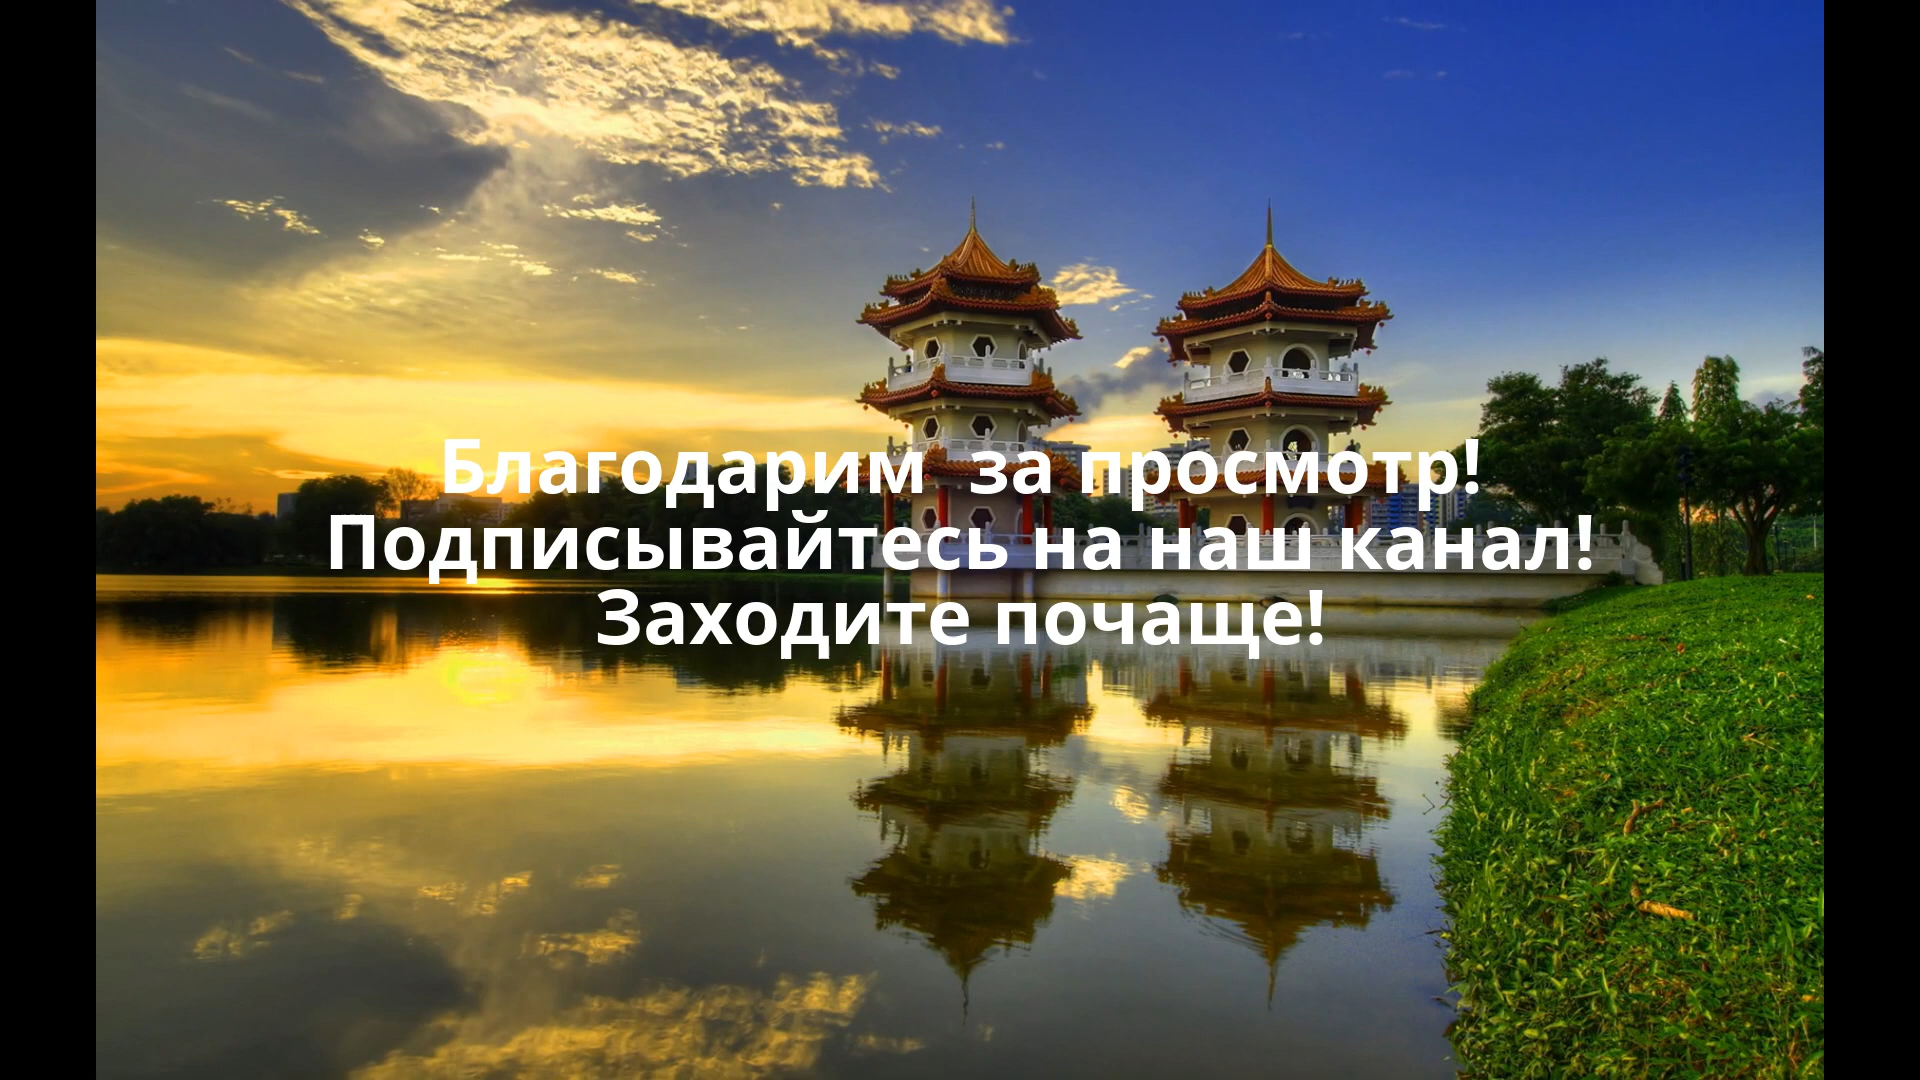 Благодарим  за просмотр!
Подписывайтесь на наш канал!
Заходите почаще!